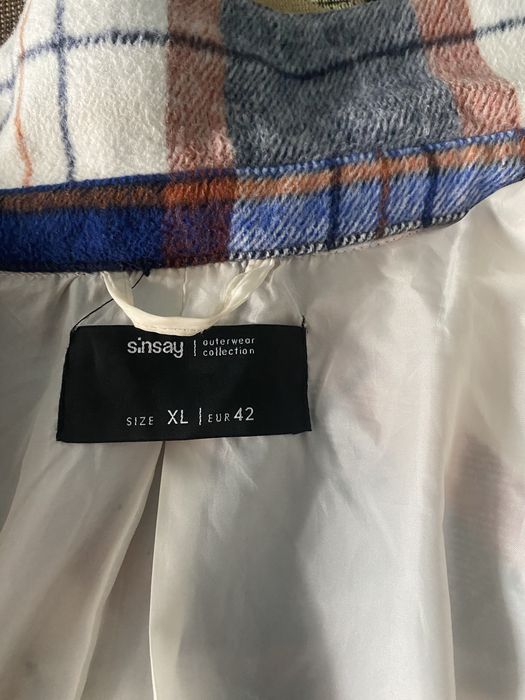 sinsay | outerwear
collection
SIZE XL | EUR 42